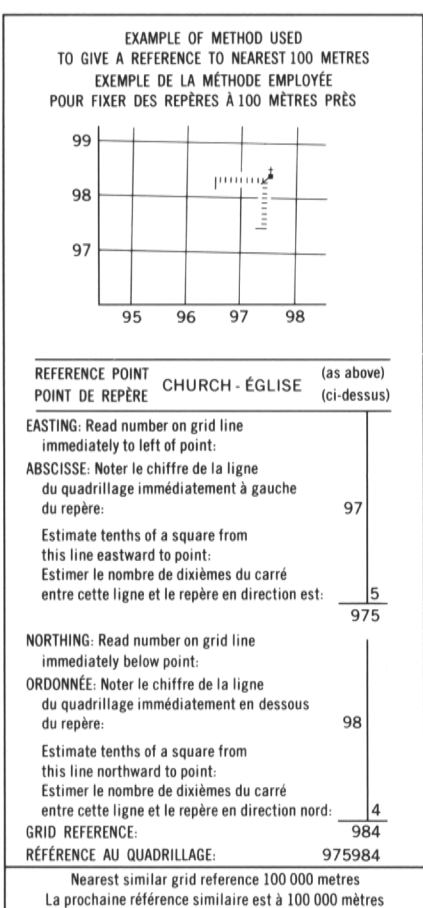 EXAMPLE OF METHOD USED
TO GIVE A REFERENCE TO NEAREST 100 METRES
EXEMPLE DE LA MÉTHODE EMPLOYÉE
POUR FIXER DES REPÈRES À 100 MÈTRES PRÈS
99
98
97
95 96 97 98
REFERENCE POINT
POINT DE REPÈRE
CHURCH - ÉGLISE
(as above)
(ci-dessus)
EASTING: Read number on grid line
immediately to left of point:
ABSCISSE: Noter le chiffre de la ligne
du quadrillage immédiatement à gauche
du repère: 97
Estimate tenths of a square from
this line eastward to point:
Estimer le nombre de dixièmes du carré
entre cette ligne et le repère en direction est: 5
975
NORTHING: Read number on grid line
immediately below point:
ORDONNÉE: Noter le chiffre de la ligne
du quadrillage immédiatement en dessous
du repère: 98
Estimate tenths of a square from
this line northward to point:
Estimer le nombre de dixièmes du carré
entre cette ligne et le repère en direction nord: 4
GRID REFERENCE: 984
RÉFÉRENCE AU QUADRILLAGE: 975984
Nearest similar grid reference 100 000 metres
La prochaine référence similaire est à 100 000 mètres